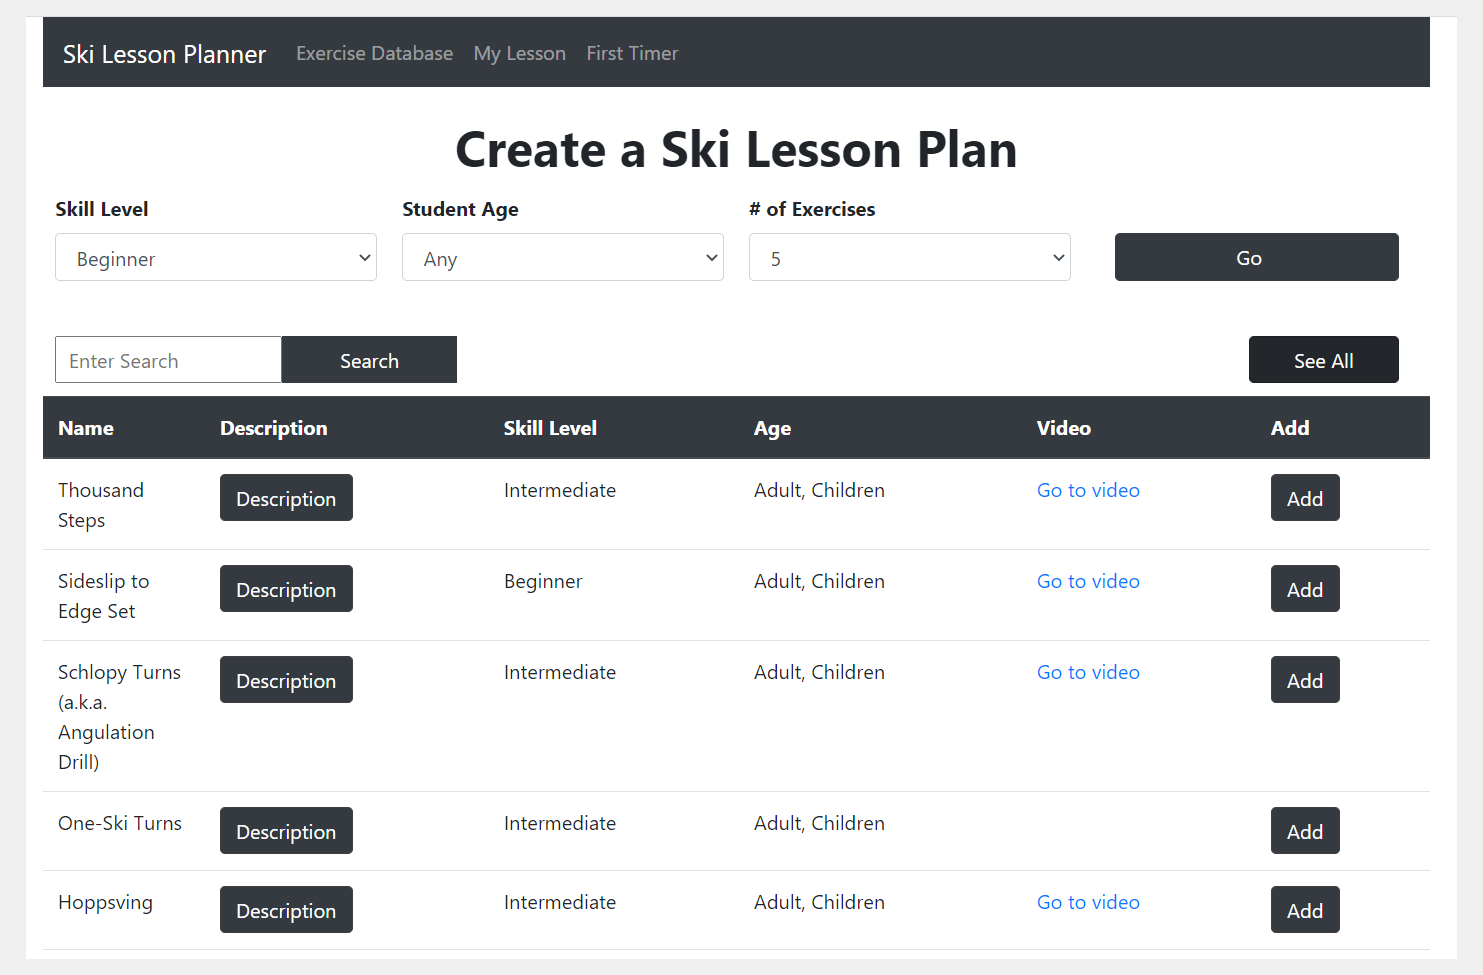 Ski Lesson Planner Exercise Database My Lesson First Timer
Create a Ski Lesson Plan
Skill Level Student Age # of Exercises
Beginner Any 5 Go
Enter Search Search See All
Name Description Skill Level Age Video Add
Thousand Description Intermediate Adult, Children Go to video Add
Steps
Sideslip to Description Beginner Adult, Children Go to video Add
Edge Set
Schlopy Turns Description Intermediate Adult, Children Go to video Add
(a.k.a.
Angulation
Drill)
One-Ski Turns Description Intermediate Adult, Children Add
Hoppsving Description Intermediate Adult, Children Go to video Add